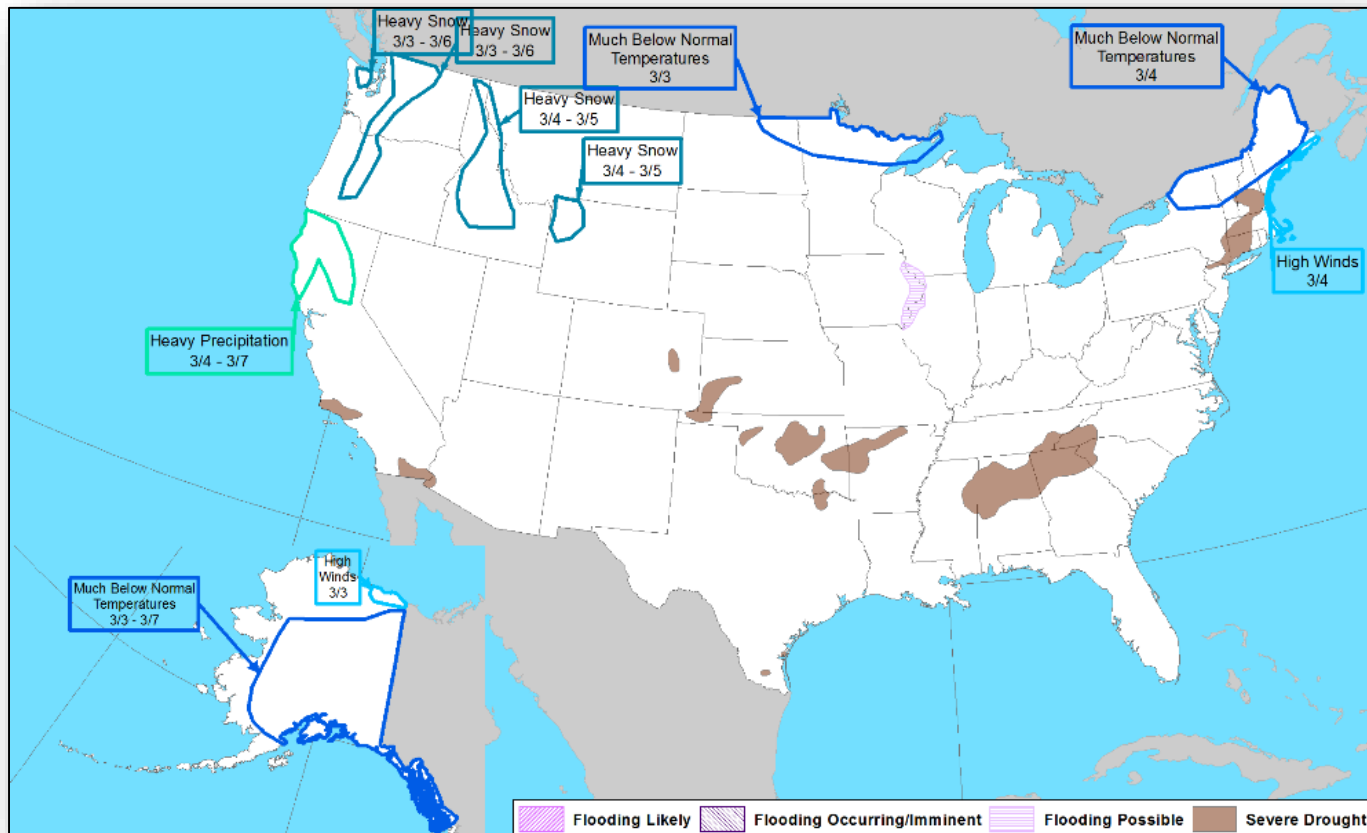 Heavy Snow
3/3 - 3/6
Heavy Snow
3/3 - 3/6
Much Below Normal
Temperatures
3/3
Much Below Normal
Temperatures
3/4
Heavy Snow
3/4 - 3/5
Heavy Snow
3/4 - 3/5
High Winds
3/4
Heavy Precipitation
3/4 - 3/7
High
Winds
3/3
Much Below Normal
Temperatures
3/3 - 3/7
Flooding Likely
Flooding Occurring/Imminent
Flooding Possible
Severe Drought